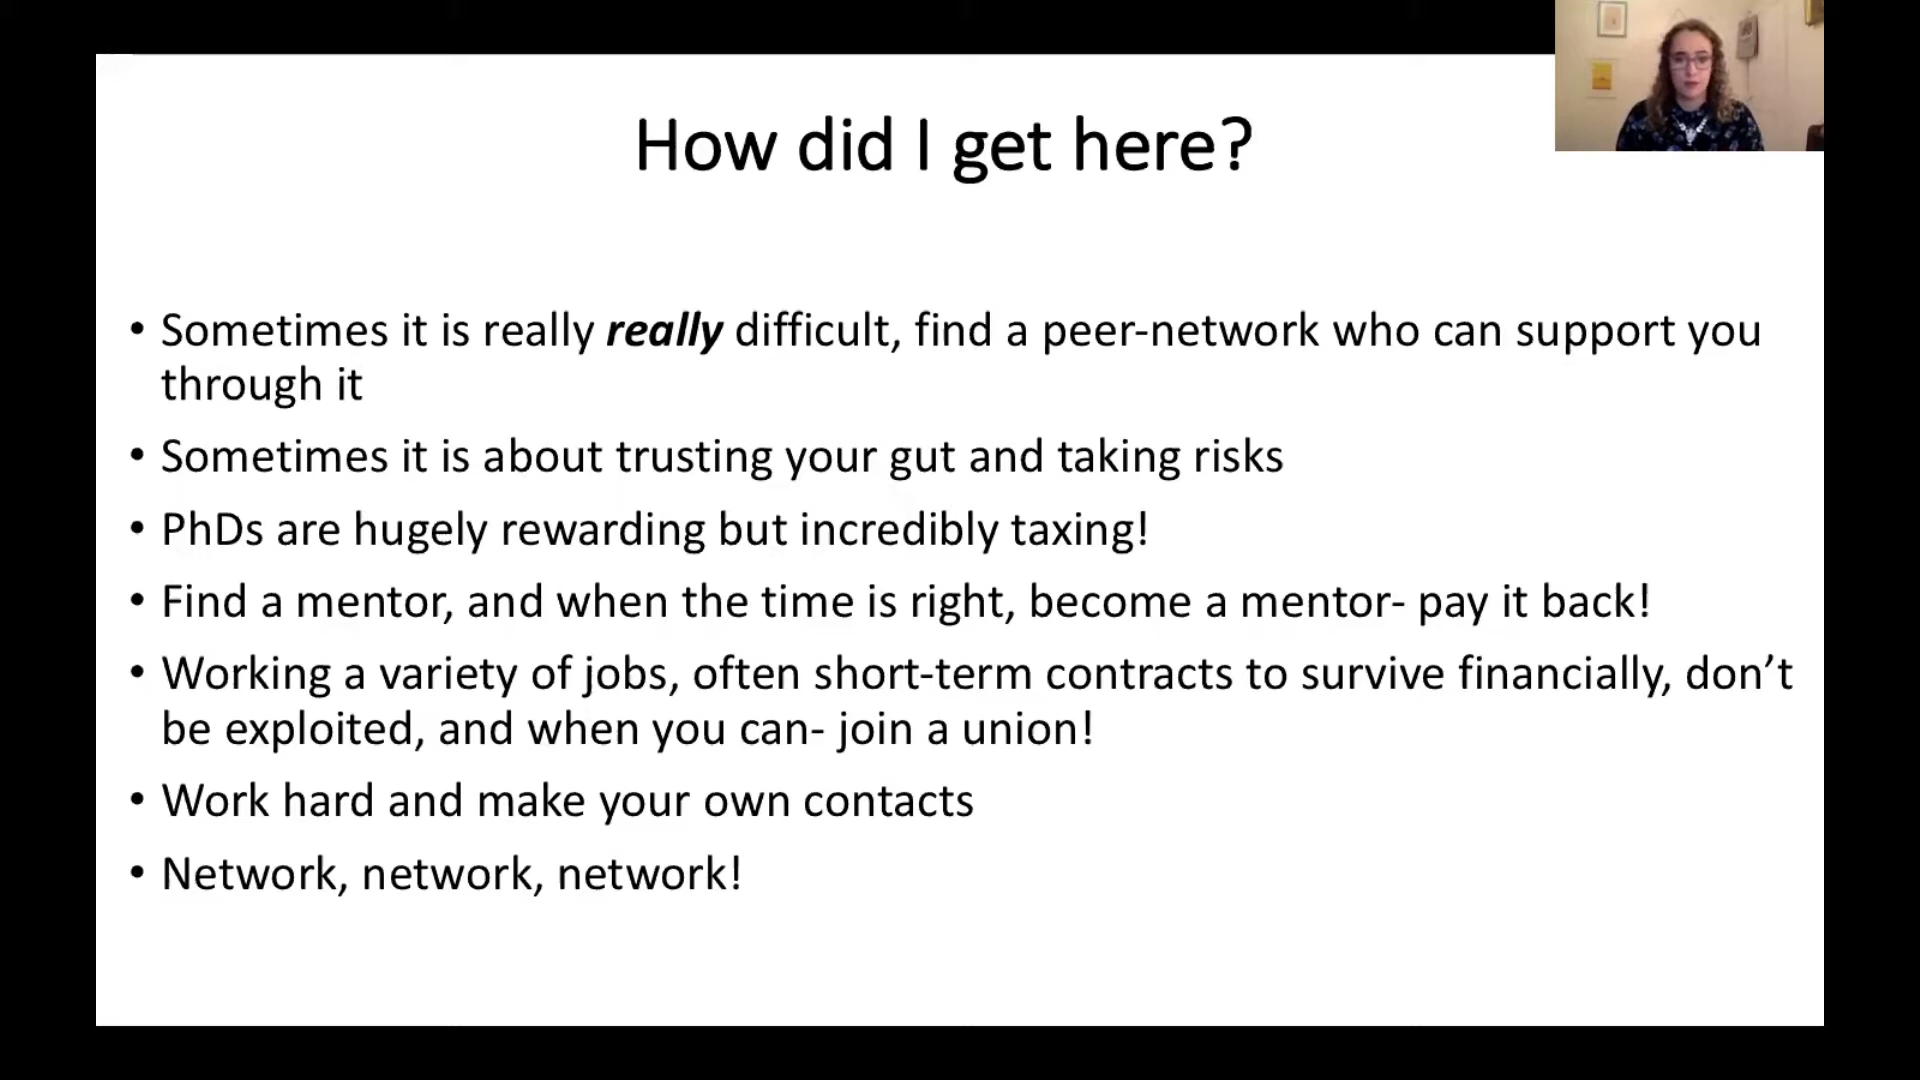 How did I get here?
• Sometimes it is really really difficult, find a peer-network who can support you
through it
• Sometimes it is about trusting your gut and taking risks
• PhDs are hugely rewarding but incredibly taxing!
• Find a mentor, and when the time is right, become a mentor- pay it back!
• Working a variety of jobs, often short-term contracts to survive financially, don’t
be exploited, and when you can- join a union!
• Work hard and make your own contacts
• Network, network, network!